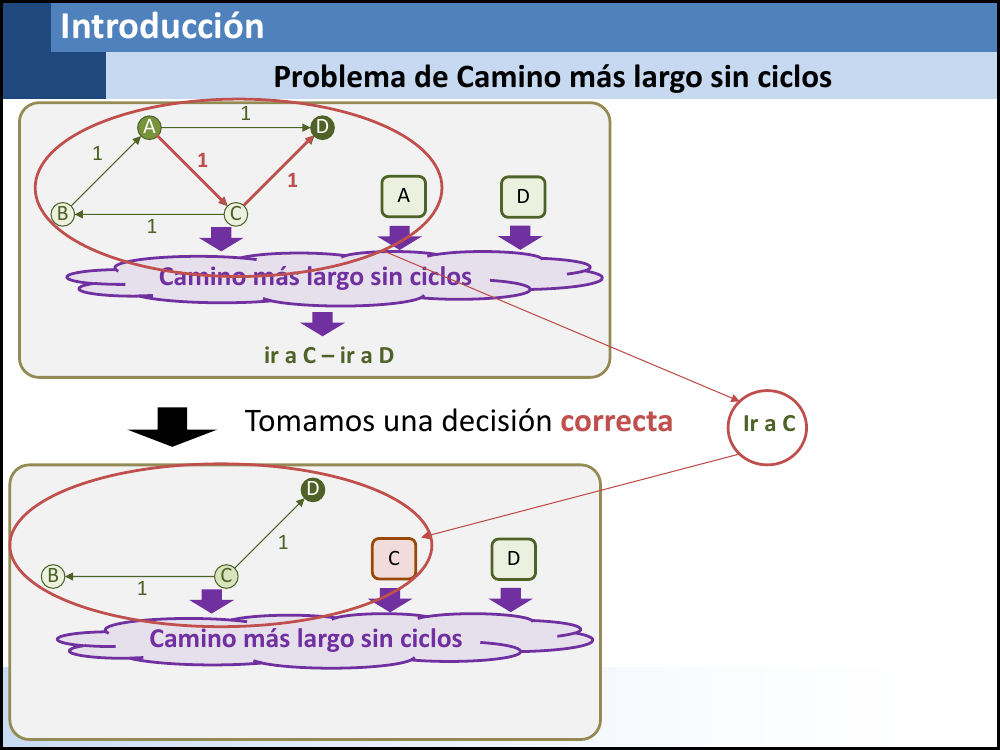 Introducción
Problema de Camino más largo sin ciclos
1
A
D
1
1
1
B
C
1
A
D
Camino más largo sin ciclos
ir a C – ir a D
Tomamos una decisión correcta
Ir a C
D
1
B
C
1
C
D
Camino más largo sin ciclos